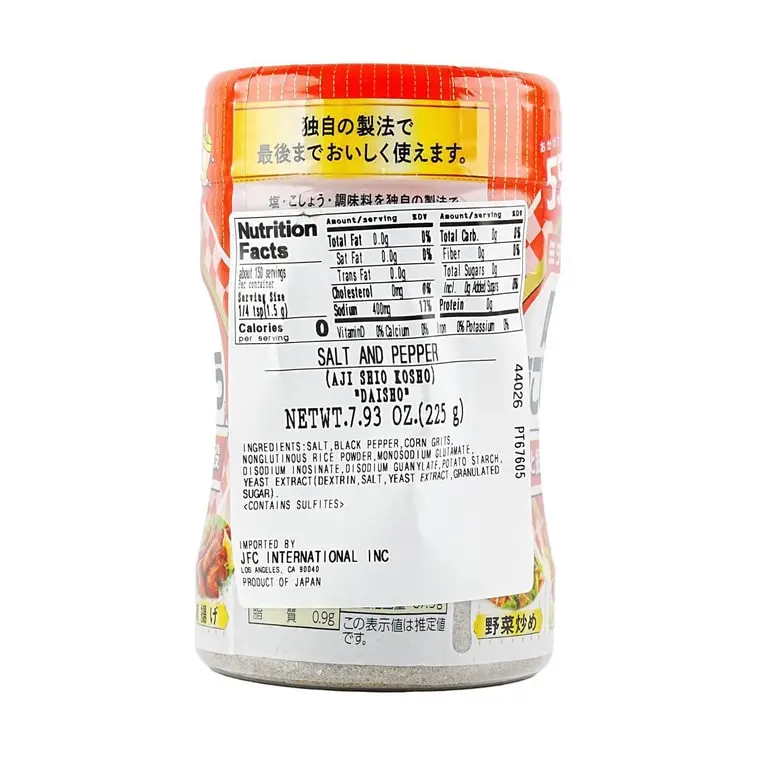 独自の製法で
最後までおいしく使えます。
塩・こしょう・調味料を独自の製法で
Nutrition
Facts
about 150 servings
Per container
Serving Size
1/4 tsp(1.5 g)
Calories 0
per serving
Amount/serving %DV
Total Fat 0.0g 0%
Sat Fat 0.0g 0%
Trans Fat 0.0g
Cholesterol 0mg 0%
Sodium 400mg 17%
Amount/serving %DV
Total Carb. 0g 0%
Fiber 0g 0%
Total Sugars 0g
Incl. 0g Added Sugars 0%
Protein 0g
VitaminD 0% Calcium 0% Iron 0% Potassium 0%
SALT AND PEPPER
(AJI SHIO KOSHO)
"DAISHO"
NETWT.7.93 OZ.(225 g)
INGREDIENTS:SALT,BLACK PEPPER,CORN GRITS,
NONGLUTINOUS RICE POWDER,MONOSODIUM GLUTAMATE,
DISODIUM INOSINATE,DISODIUM GUANYLATE,POTATO STARCH,
YEAST EXTRACT(DEXTRIN,SALT,YEAST EXTRACT,GRANULATED
SUGAR).
<CONTAINS SULFITES>
IMPORTED BY
JFC INTERNATIONAL INC
LOS ANGELES, CA 90040
PRODUCT OF JAPAN
44026 PT67605
揚げ
脂 質 0.9g
この表示値は推定値
です。
野菜炒め